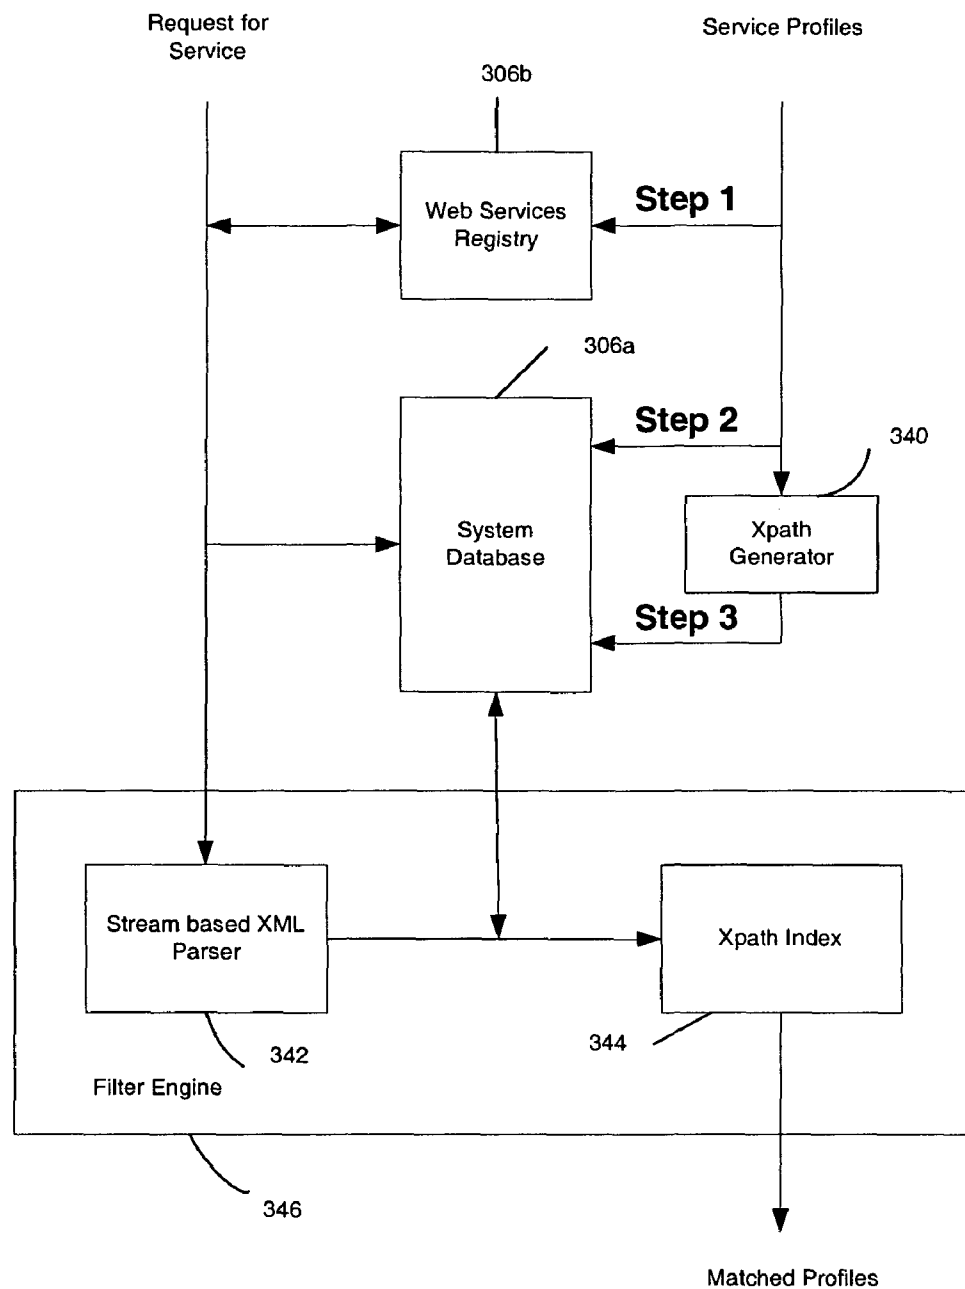 Request for
Service
Service Profiles
306b
Web Services
Registry
Step 1
306a
Step 2
340
System
Database
Xpath
Generator
Step 3
Stream based XML
Parser
Xpath Index
342
344
Filter Engine
346
Matched Profiles